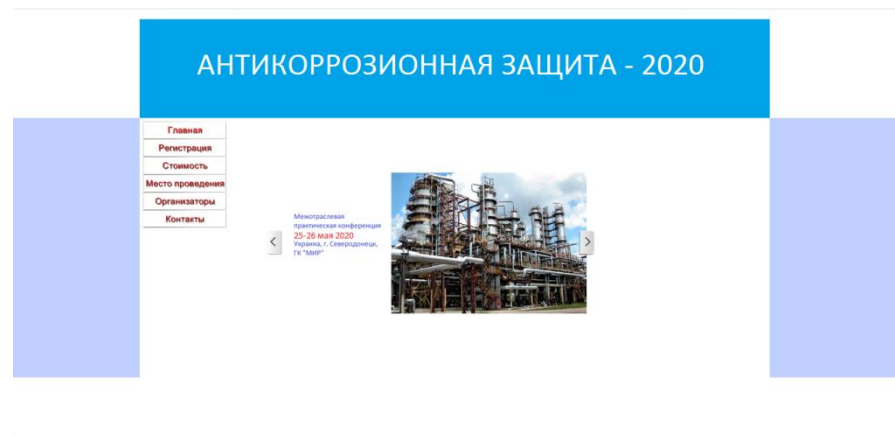 АНТИКОРРОЗИОННАЯ ЗАЩИТА - 2020
Главная
Регистрация
Стоимость
Место проведения
Организаторы
Контакты
Межотраслевая
практическая конференция
25-26 мая 2020
Украина, г. Северодонецк,
ГК "МИР"